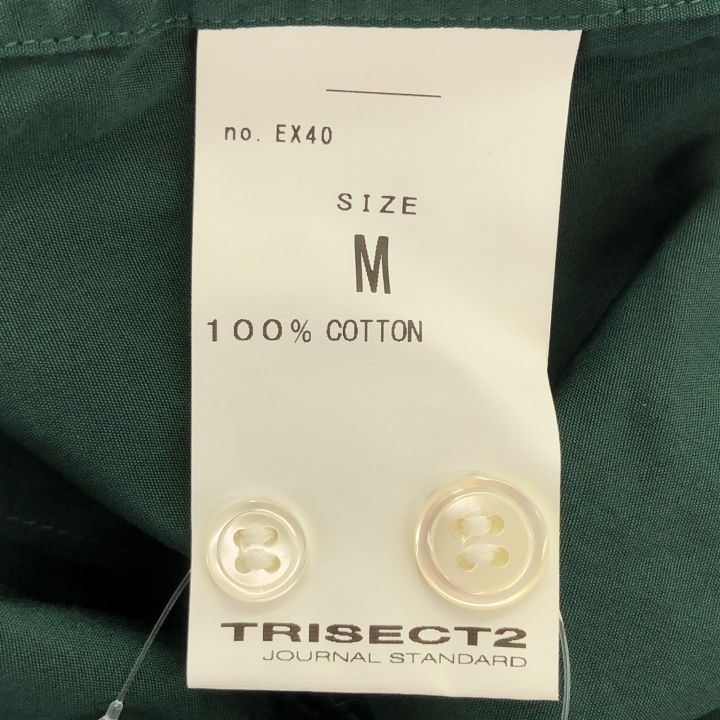 no. EX40
SIZE
M
100% COTTON
TRISECT2
JOURNAL STANDARD